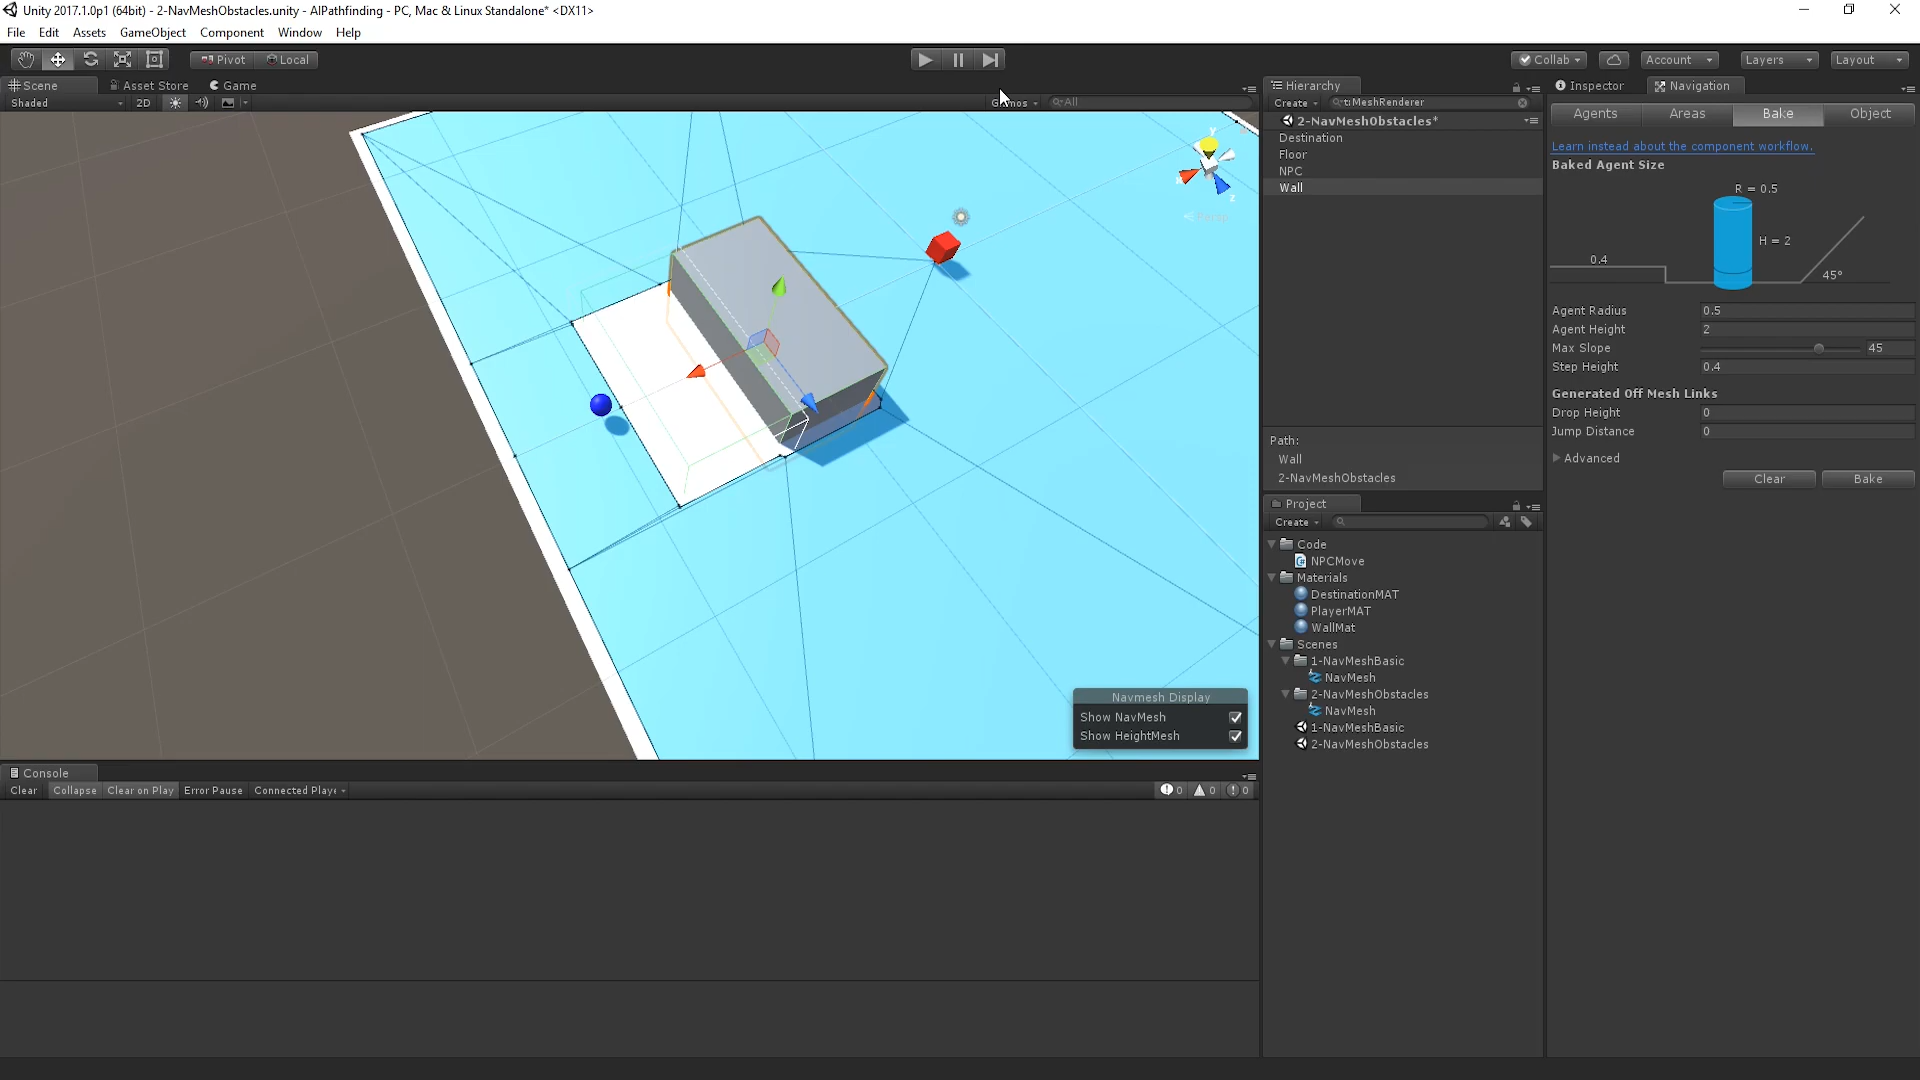 Unity 2017.1.0p1 (64bit) - 2-NavMeshObstacles.unity - AIPathfinding - PC, Mac & Linux Standalone* <DX11>
File Edit Assets GameObject Component Window Help
Pivot Local Collab Account Layers Layout
Scene Asset Store Game
Shaded 2D Gizmos All
y
x
z
Persp
Navmesh Display
Show NavMesh
Show HeightMesh
Console
Clear Collapse Clear on Play Error Pause Connected Playe 0 0 0
Hierarchy
Create t:MeshRenderer
2-NavMeshObstacles*
Destination
Floor
NPC
Wall
Path:
Wall
2-NavMeshObstacles
Project
Create
Code
NPCMove
Materials
DestinationMAT
PlayerMAT
WallMat
Scenes
1-NavMeshBasic
NavMesh
2-NavMeshObstacles
NavMesh
1-NavMeshBasic
2-NavMeshObstacles
Inspector Navigation
Agents Areas Bake Object
Learn instead about the component workflow.
Baked Agent Size
R = 0.5
H = 2
0.4
45°
Agent Radius 0.5
Agent Height 2
Max Slope 45
Step Height 0.4
Generated Off Mesh Links
Drop Height 0
Jump Distance 0
Advanced
Clear Bake